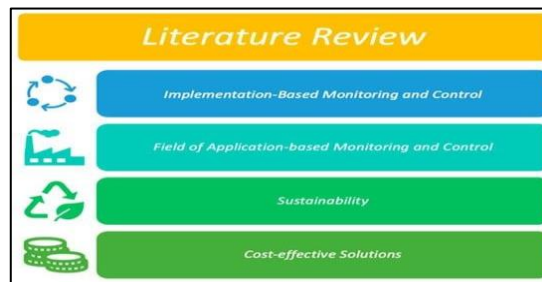 Literature Review
Implementation-Based Monitoring and Control
Field of Application-based Monitoring and Control
Sustainability
Cost-effective Solutions